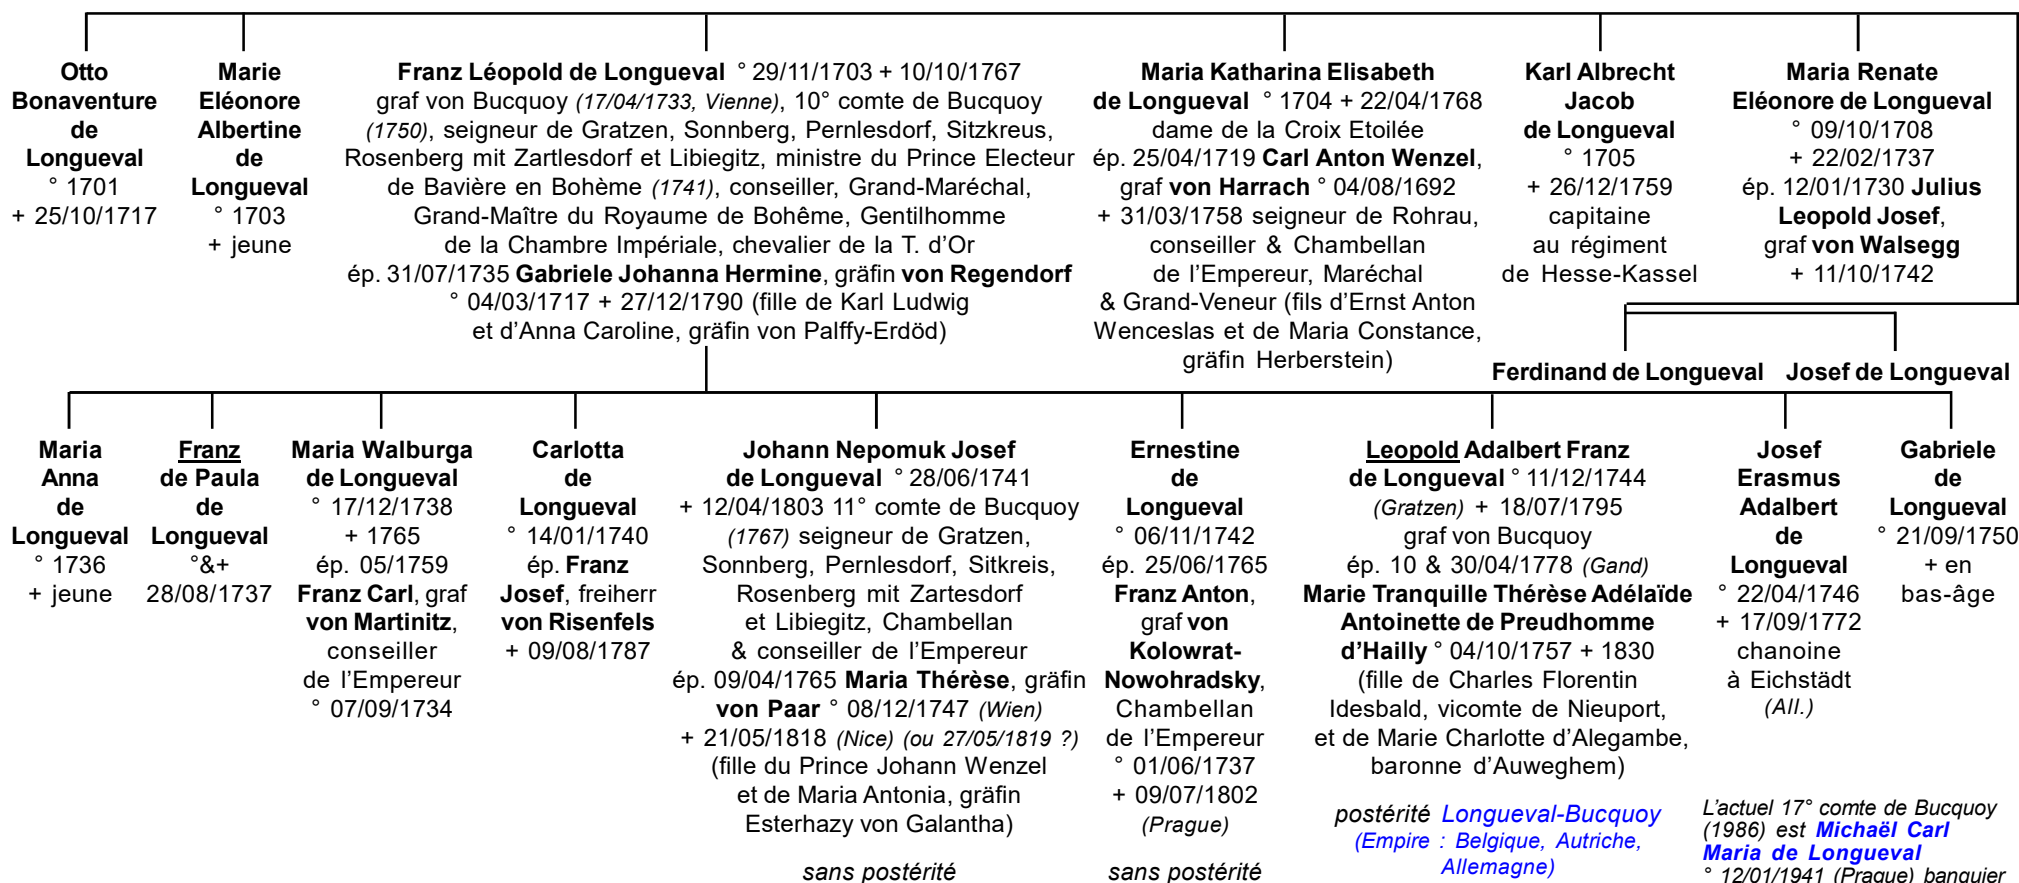 Otto
Bonaventure
de
Longueval
° 1701
+ 25/10/1717
Marie
Eléonore
Albertine
de
Longueval
° 1703
+ jeune
Franz Léopold de Longueval ° 29/11/1703 + 10/10/1767
graf von Bucquoy (17/04/1733, Vienne), 10° comte de Bucquoy
(1750), seigneur de Gratzen, Sonnberg, Pernlesdorf, Sitzkreus,
Rosenberg mit Zartlesdorf et Libiegitz, ministre du Prince Electeur
de Bavière en Bohème (1741), conseiller, Grand-Maréchal,
Grand-Maître du Royaume de Bohême, Gentilhomme
de la Chambre Impériale, chevalier de la T. d'Or
ép. 31/07/1735 Gabriele Johanna Hermine, gräfin von Regendorf
° 04/03/1717 + 27/12/1790 (fille de Karl Ludwig
et d'Anna Caroline, gräfin von Palffy-Erdöd)
Maria Katharina Elisabeth
de Longueval ° 1704 + 22/04/1768
dame de la Croix Etoilée
ép. 25/04/1719 Carl Anton Wenzel,
graf von Harrach ° 04/08/1692
+ 31/03/1758 seigneur de Rohrau,
conseiller & Chambellan
de l'Empereur, Maréchal
& Grand-Veneur (fils d'Ernst Anton
Wenceslas et de Maria Constance,
gräfin Herberstein)
Karl Albrecht
Jacob
de Longueval
° 1705
+ 26/12/1759
capitaine
au régiment
de Hesse-Kassel
Maria Renate
Eléonore de Longueval
° 09/10/1708
+ 22/02/1737
ép. 12/01/1730 Julius
Leopold Josef,
graf von Walsegg
+ 11/10/1742
Ferdinand de Longueval
Josef de Longueval
Maria
Anna
de
Longueval
° 1736
+ jeune
Franz
de Paula
de
Longueval
°&+
28/08/1737
Maria Walburga
de Longueval
° 17/12/1738
+ 1765
ép. 05/1759
Franz Carl, graf
von Martinitz,
conseiller
de l'Empereur
° 07/09/1734
Carlotta
de
Longueval
° 14/01/1740
ép. Franz
Josef, freiherr
von Risenfels
+ 09/08/1787
Johann Nepomuk Josef
de Longueval ° 28/06/1741
+ 12/04/1803 11° comte de Bucquoy
(1767) seigneur de Gratzen,
Sonnberg, Pernlesdorf, Sitkreis,
Rosenberg mit Zartesdorf
et Libiegitz, Chambellan
& conseiller de l'Empereur
ép. 09/04/1765 Maria Thérèse, gräfin
von Paar ° 08/12/1747 (Wien)
+ 21/05/1818 (Nice) (ou 27/05/1819 ?)
(fille du Prince Johann Wenzel
et de Maria Antonia, gräfin
Esterhazy von Galantha)
sans postérité
Ernestine
de
Longueval
° 06/11/1742
ép. 25/06/1765
Franz Anton,
graf von
Kolowrat-
Nowohradsky,
Chambellan
de l'Empereur
° 01/06/1737
+ 09/07/1802
(Prague)
sans postérité
Leopold Adalbert Franz
de Longueval ° 11/12/1744
(Gratzen) + 18/07/1795
graf von Bucquoy
ép. 10 & 30/04/1778 (Gand)
Marie Tranquille Thérèse Adélaïde
Antoinette de Preudhomme
d'Hailly ° 04/10/1757 + 1830
(fille de Charles Florentin
Idesbald, vicomte de Nieuport,
et de Marie Charlotte d'Alegambe,
baronne d'Auweghem)
postérité Longueval-Bucquoy
(Empire : Belgique, Autriche,
Allemagne)
Josef
Erasmus
Adalbert
de
Longueval
° 22/04/1746
+ 17/09/1772
chanoine
à Eichstädt
(All.)
Gabriele
de
Longueval
° 21/09/1750
+ en
bas-âge
L'actuel 17° comte de Bucquoy
(1986) est Michaël Carl
Maria de Longueval
° 12/01/1941 (Prague) banquier